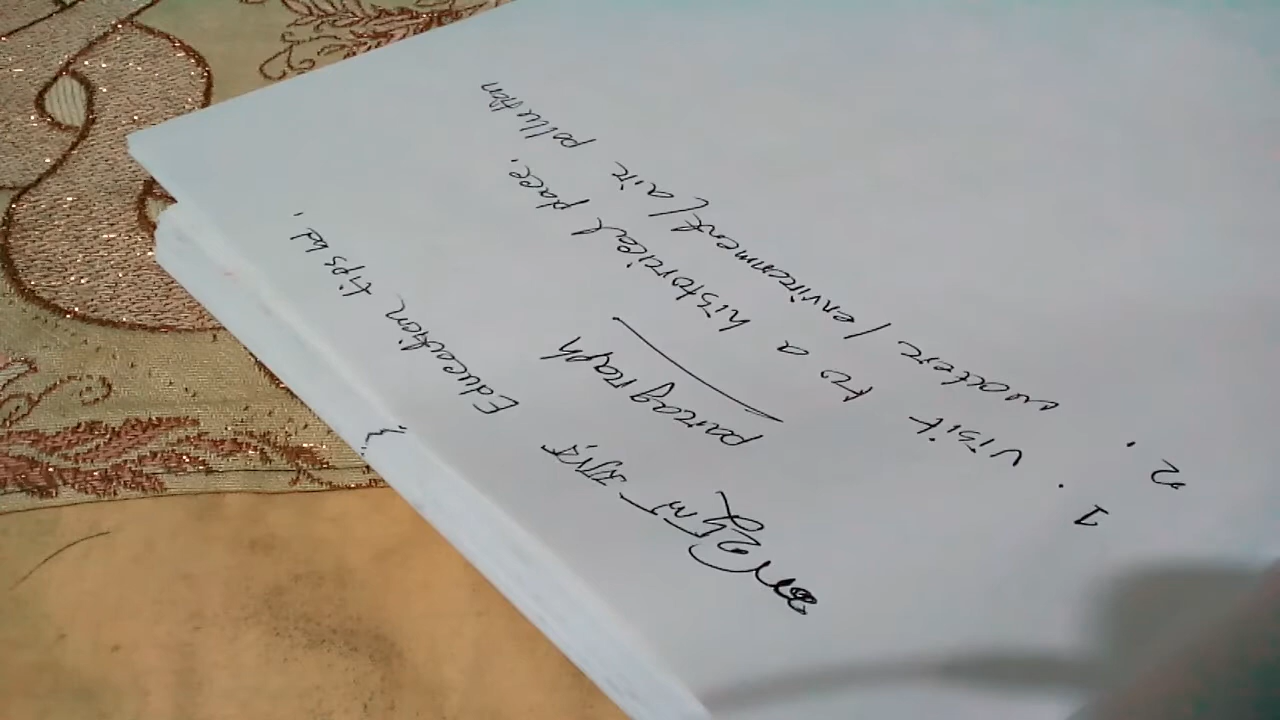 Education tips bd.
paragraph
1. visit to a historical place.
2. water/environment/air pollution